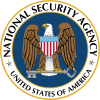 NATIONAL SECURITY AGENCY
UNITED STATES OF AMERICA